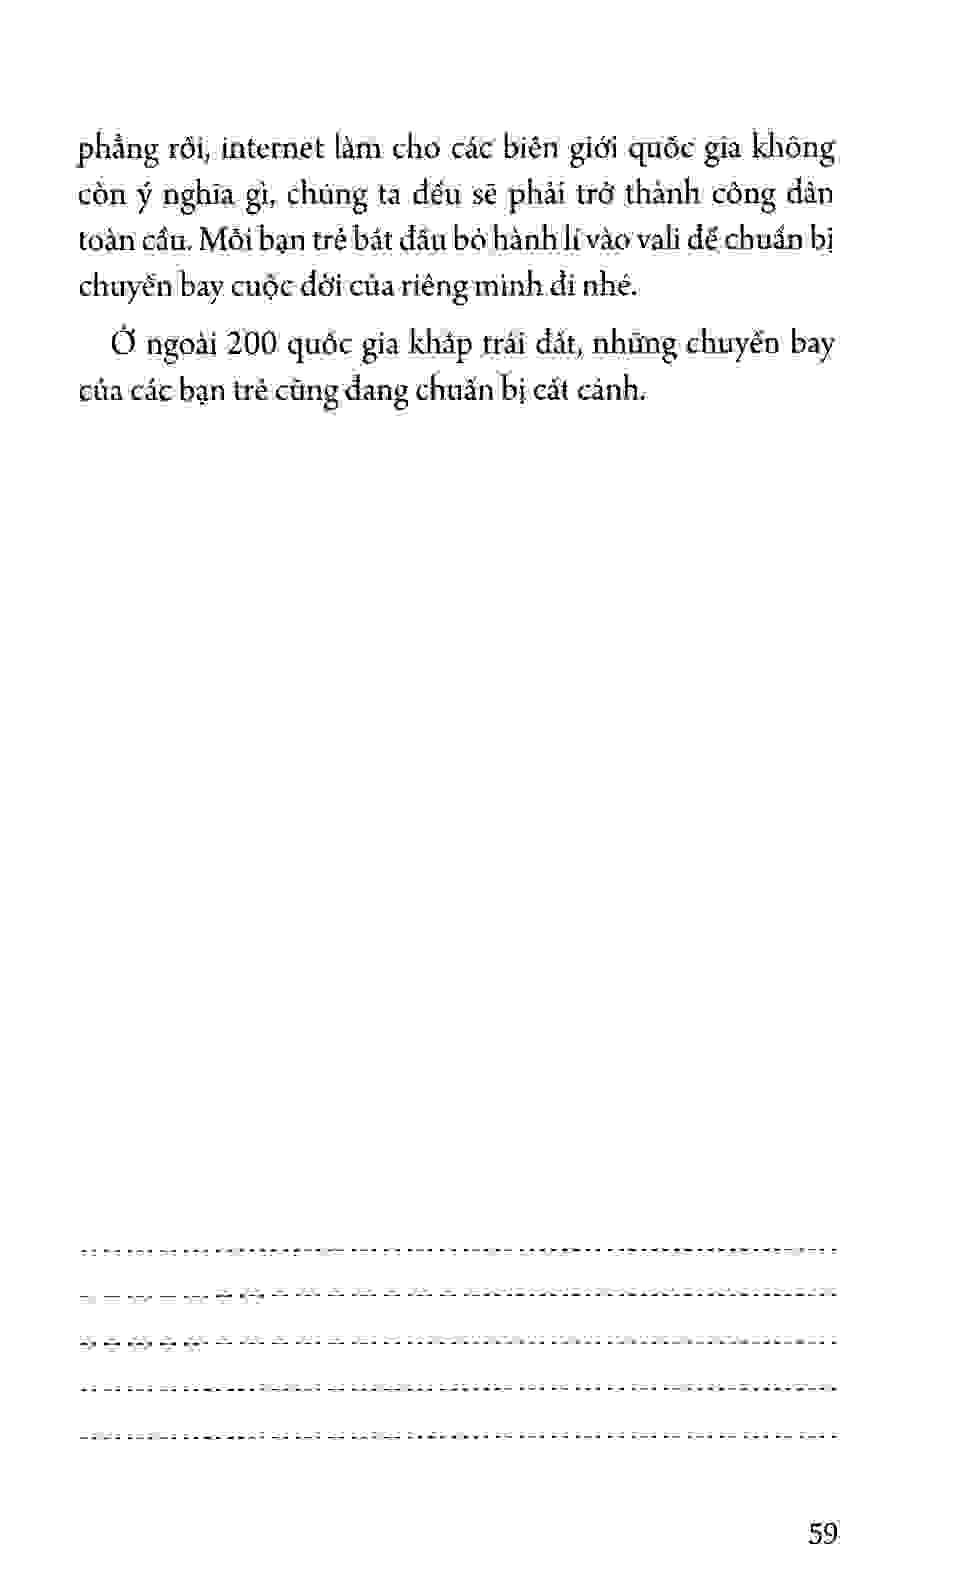 phẳng rồi, internet làm cho các biên giới quốc gia không
còn ý nghĩa gì, chúng ta đều sẽ phải trở thành công dân
toàn cầu. Mỗi bạn trẻ bắt đầu bỏ hành lí vào vali để chuẩn bị
chuyến bay cuộc đời của riêng mình đi nhé.
Ở ngoài 200 quốc gia khắp trái đất, những chuyến bay
của các bạn trẻ cũng đang chuẩn bị cất cánh.
59